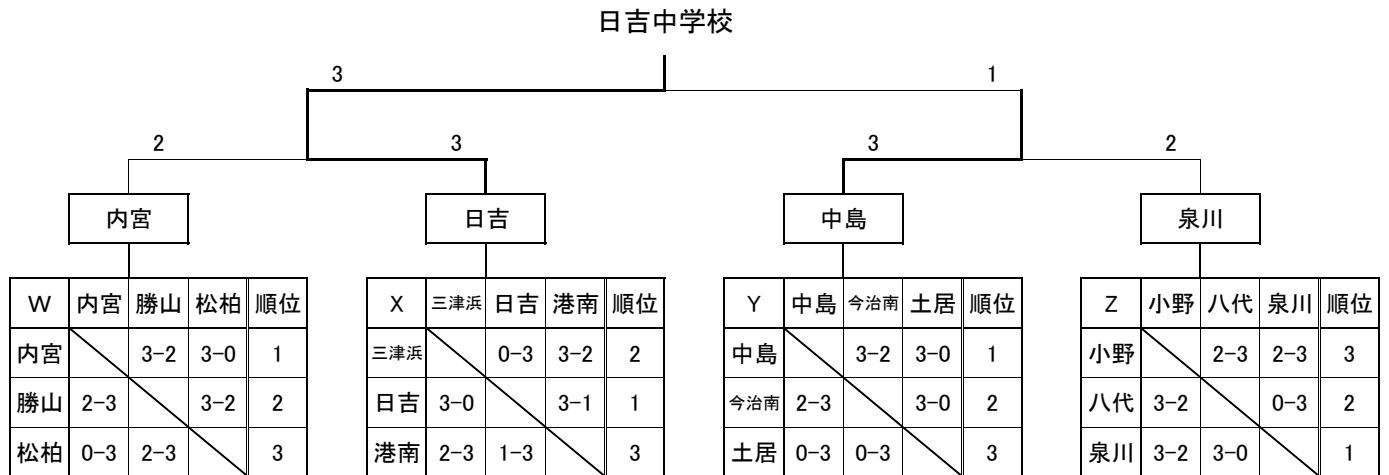 日吉中学校
3 1
2 3 3 2
内宮 日吉 中島 泉川
W 内宮 勝山 松柏 順位 X 三津浜 日吉 港南 順位 Y 中島 今治南 土居 順位 Z 小野 八代 泉川 順位
内宮 3-2 3-0 1 三津浜 0-3 3-2 2 中島 3-2 3-0 1 小野 2-3 2-3 3
勝山 2-3 3-2 2 日吉 3-0 3-1 1 今治南 2-3 3-0 2 八代 3-2 0-3 2
松柏 0-3 2-3 3 港南 2-3 1-3 3 土居 0-3 0-3 3 泉川 3-2 3-0 1